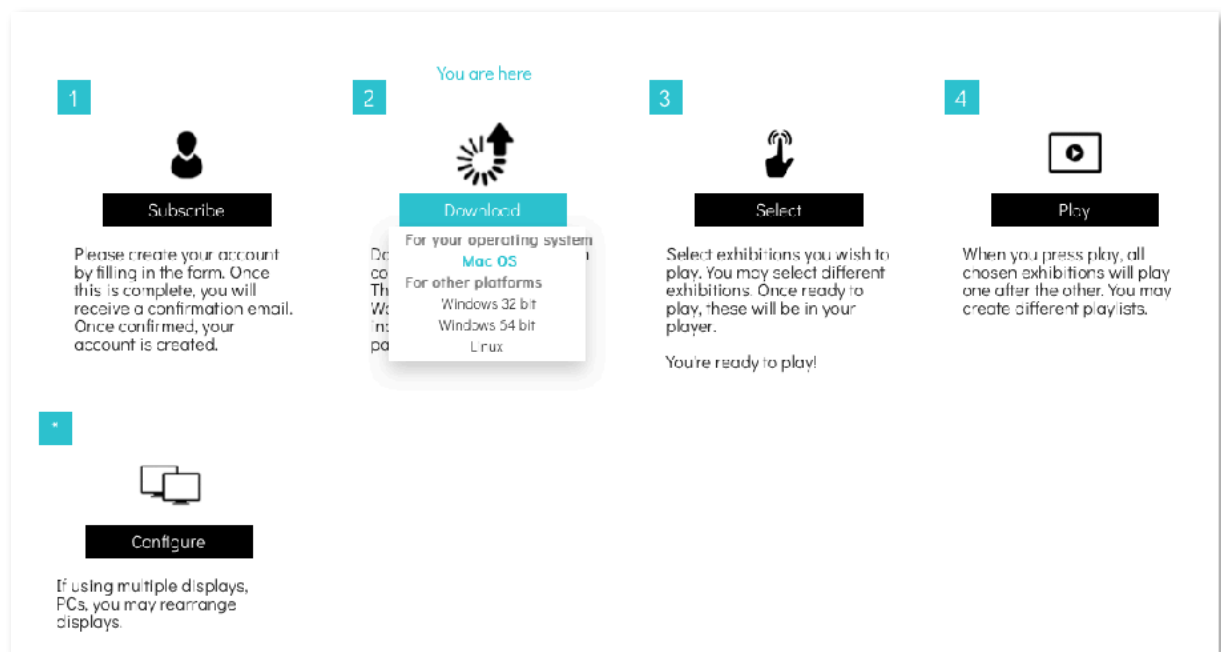 You are here
1
2
3
4
Subscribe
Download
Select
Play
Please create your account
by filling in the form. Once
this is complete, you will
receive a confirmation email.
Once confirmed, your
account is created.
For your operating system
Mac OS
For other platforms
Windows 32 bit
Windows 64 bit
Linux
Select exhibitions you wish to
play. You may select different
exhibitions. Once ready to
play, these will be in your
player.
You're ready to play!
When you press play, all
chosen exhibitions will play
one after the other. You may
create different playlists.
*
Configure
If using multiple displays,
PCs, you may rearrange
displays.